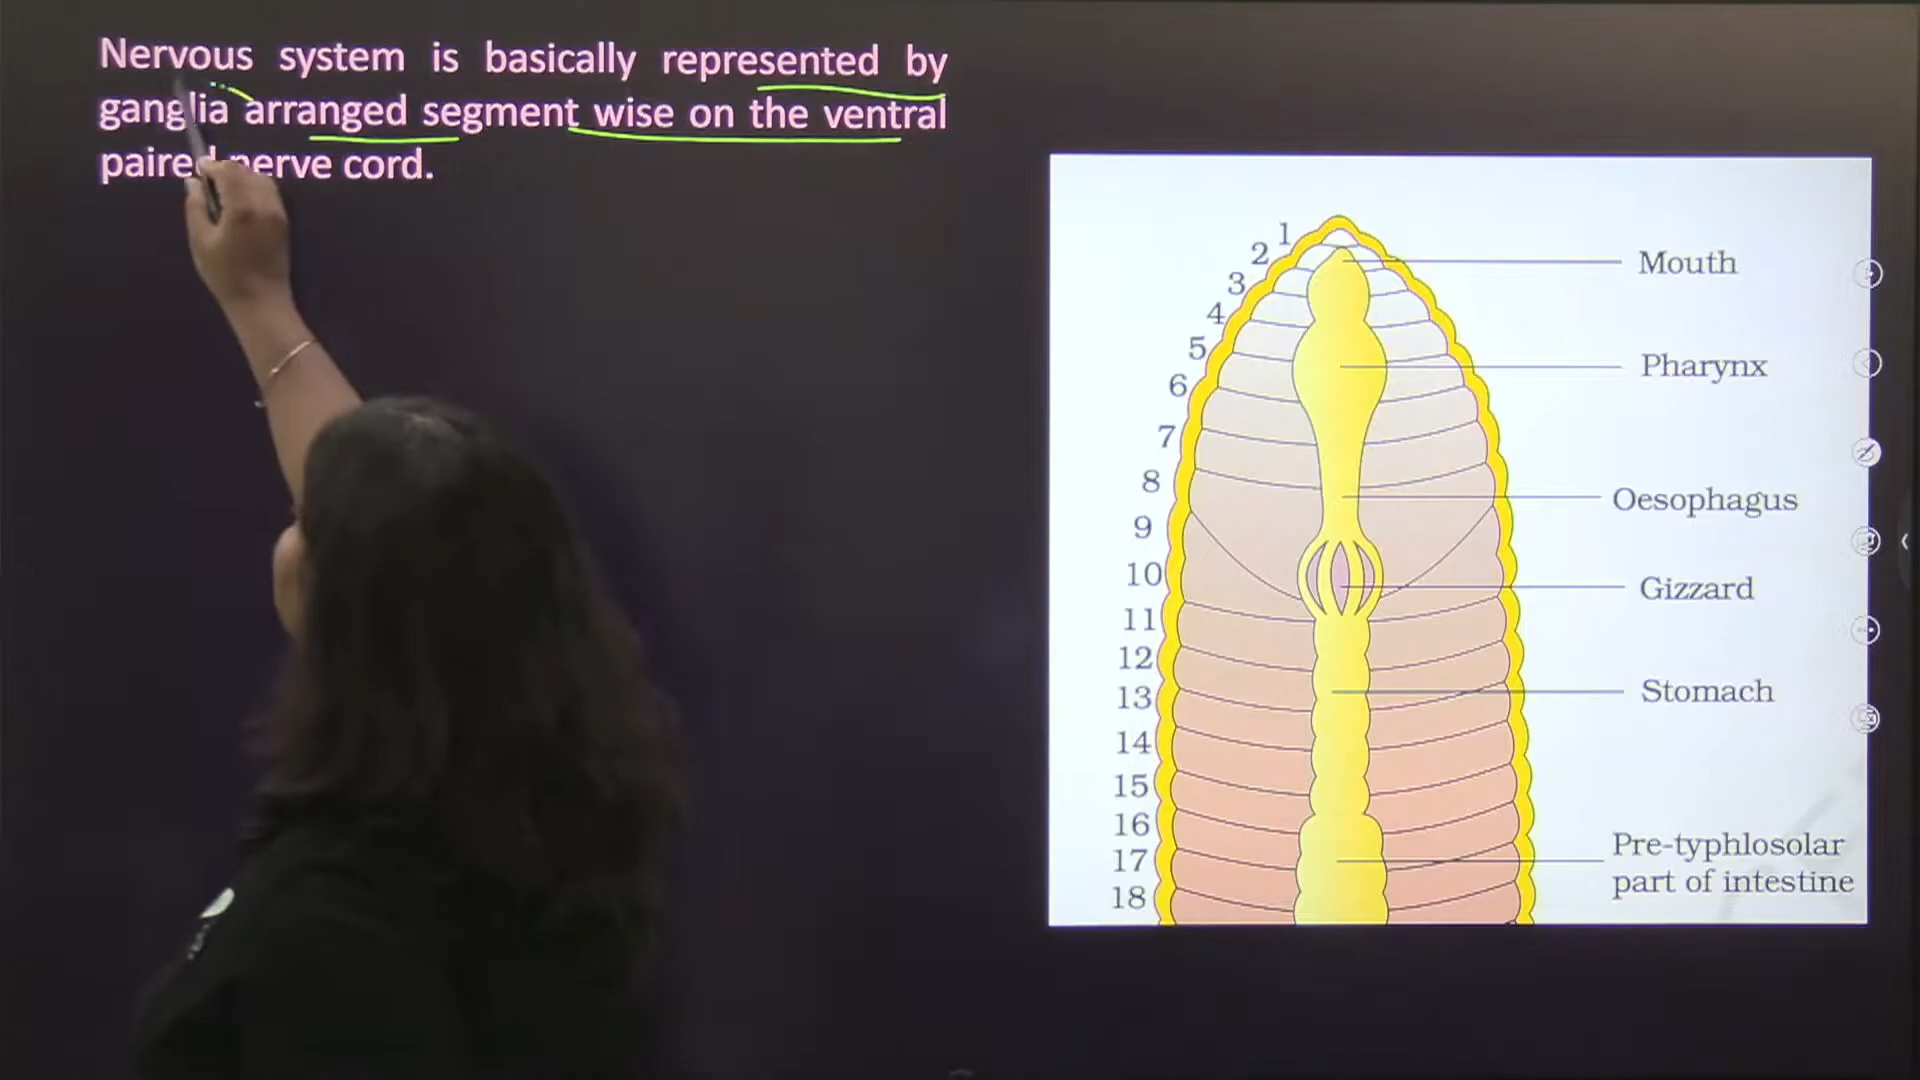 Nervous system is basically represented by
ganglia arranged segment wise on the ventral
paired nerve cord.
1
2
3
4
5
6
7
8
9
10
11
12
13
14
15
16
17
18
Mouth
Pharynx
Oesophagus
Gizzard
Stomach
Pre-typhlosolar
part of intestine